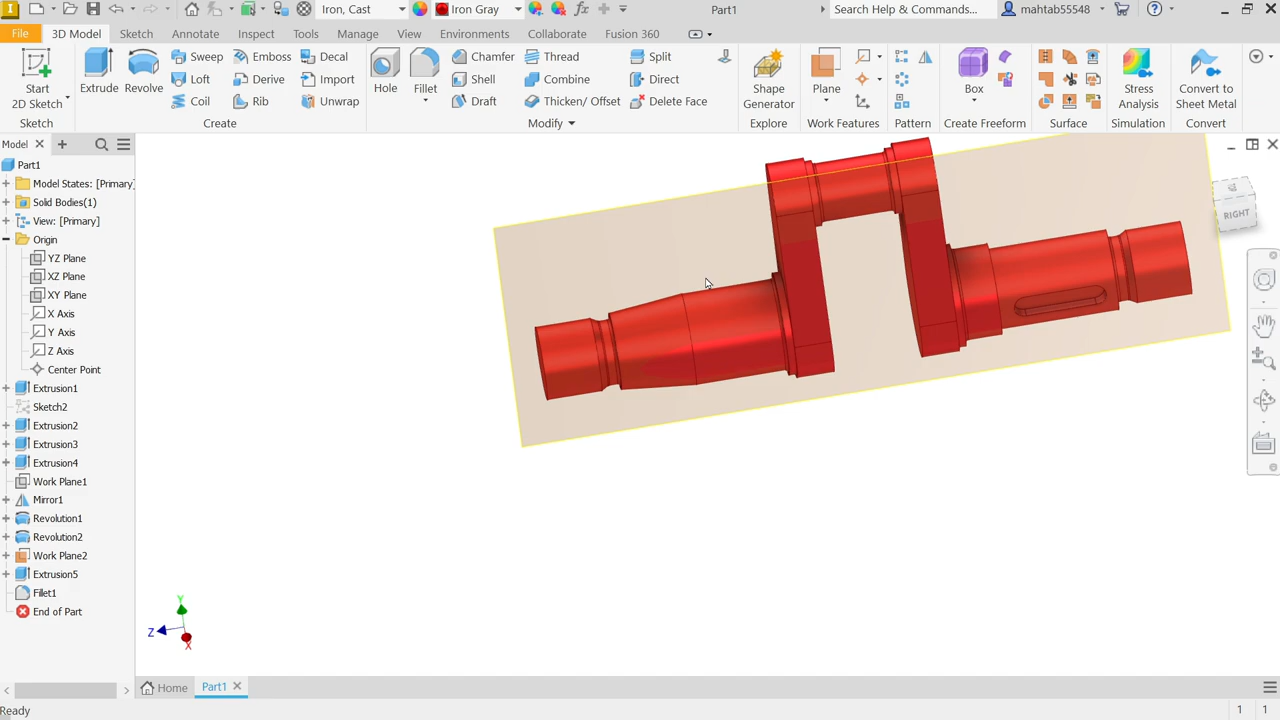 Iron, Cast
Iron Gray
Part1
Search Help & Commands...
mahtab55548
File
3D Model
Sketch
Annotate
Inspect
Tools
Manage
View
Environments
Collaborate
Fusion 360
Start
2D Sketch
Extrude
Revolve
Sweep
Loft
Coil
Emboss
Derive
Rib
Decal
Import
Unwrap
Hole
Fillet
Chamfer
Shell
Draft
Thread
Combine
Thicken/ Offset
Split
Direct
Delete Face
Shape
Generator
Plane
Box
Stress
Analysis
Convert to
Sheet Metal
Sketch
Create
Modify
Explore
Work Features
Pattern
Create Freeform
Surface
Simulation
Convert
Model
Part1
Model States: [Primary]
Solid Bodies(1)
View: [Primary]
Origin
YZ Plane
XZ Plane
XY Plane
X Axis
Y Axis
Z Axis
Center Point
Extrusion1
Sketch2
Extrusion2
Extrusion3
Extrusion4
Work Plane1
Mirror1
Revolution1
Revolution2
Work Plane2
Extrusion5
Fillet1
End of Part
RIGHT
Y
Z
X
Home
Part1
Ready
1
1